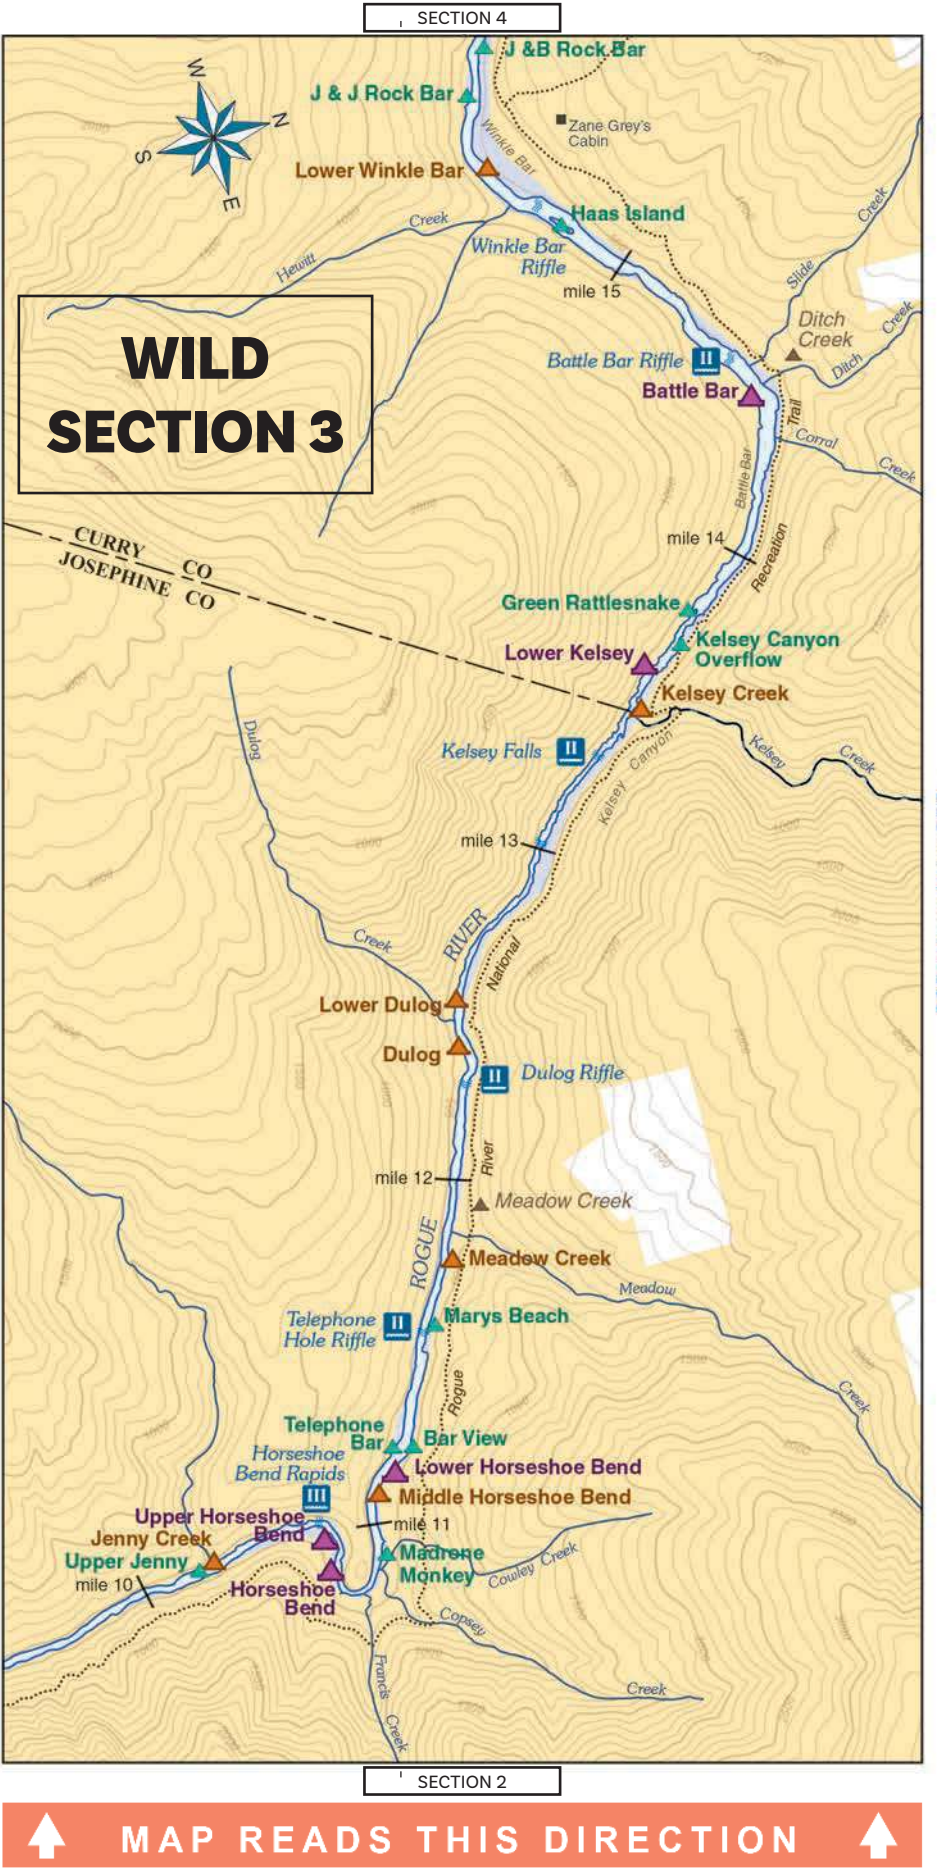 SECTION 4
J &B Rock Bar
J & J Rock Bar
W
N
S
E
Zane Grey's
Cabin
Winkle Bar
Lower Winkle Bar
Haas Island
Creek
Hewitt
Winkle Bar
Riffle
mile 15
Creek
Slide
Ditch
Creek
Creek
Ditch
WILD
SECTION 3
Battle Bar Riffle
II
Battle Bar
Trail
Corral
Creek
Battle Bar
mile 14
Recreation
CURRY CO
JOSEPHINE CO
Green Rattlesnake
Kelsey Canyon
Overflow
Lower Kelsey
Kelsey Creek
Dulog
Kelsey Falls
II
Kelsey Canyon
Kelsey
Creek
mile 13
RIVER
National
Creek
Lower Dulog
Dulog
II
Dulog Riffle
River
mile 12
Meadow Creek
ROGUE
Meadow Creek
Meadow
Telephone
Hole Riffle
II
Marys Beach
Creek
Rogue
Telephone
Bar
Bar View
Horseshoe
Bend Rapids
III
Lower Horseshoe Bend
Middle Horseshoe Bend
Upper Horseshoe
Bend
mile 11
Jenny Creek
Upper Jenny
Madrone
Monkey
Cowley Creek
mile 10
Horseshoe
Bend
Copsey
Creek
Francis
Creek
SECTION 2
MAP READS THIS DIRECTION